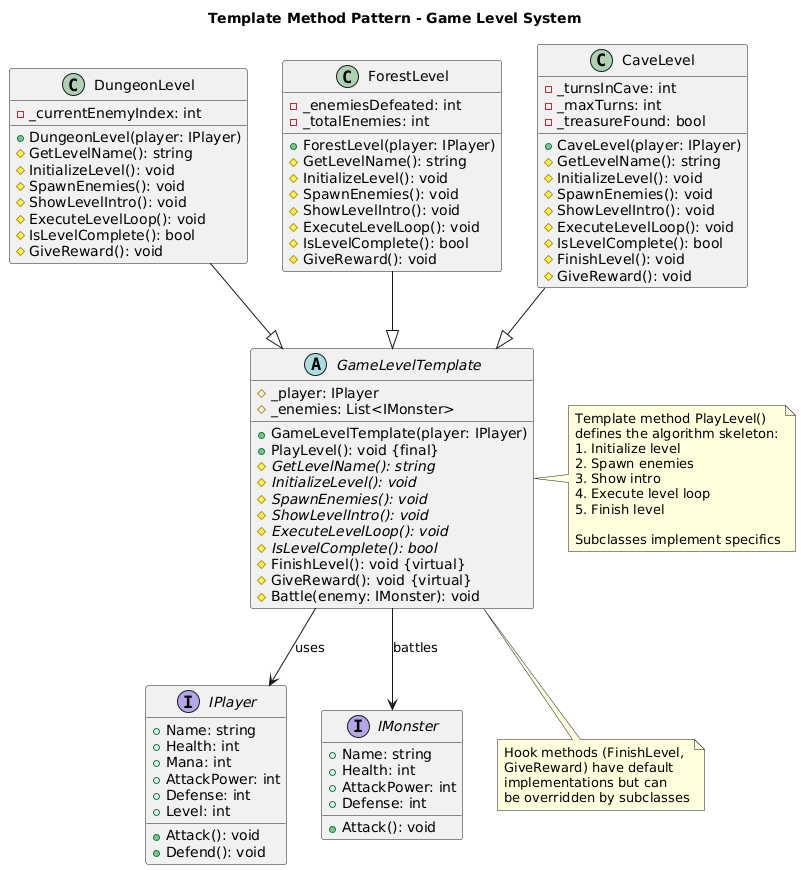 Template Method Pattern - Game Level System
C DungeonLevel
_currentEnemyIndex: int
DungeonLevel(player: IPlayer)
GetLevelName(): string
InitializeLevel(): void
SpawnEnemies(): void
ShowLevelIntro(): void
ExecuteLevelLoop(): void
IsLevelComplete(): bool
GiveReward(): void
C ForestLevel
_enemiesDefeated: int
_totalEnemies: int
ForestLevel(player: IPlayer)
GetLevelName(): string
InitializeLevel(): void
SpawnEnemies(): void
ShowLevelIntro(): void
ExecuteLevelLoop(): void
IsLevelComplete(): bool
GiveReward(): void
C CaveLevel
_turnsInCave: int
_maxTurns: int
_treasureFound: bool
CaveLevel(player: IPlayer)
GetLevelName(): string
InitializeLevel(): void
SpawnEnemies(): void
ShowLevelIntro(): void
ExecuteLevelLoop(): void
IsLevelComplete(): bool
FinishLevel(): void
GiveReward(): void
A GameLevelTemplate
_player: IPlayer
_enemies: List<IMonster>
GameLevelTemplate(player: IPlayer)
PlayLevel(): void {final}
GetLevelName(): string
InitializeLevel(): void
SpawnEnemies(): void
ShowLevelIntro(): void
ExecuteLevelLoop(): void
IsLevelComplete(): bool
FinishLevel(): void {virtual}
GiveReward(): void {virtual}
Battle(enemy: IMonster): void
Template method PlayLevel()
defines the algorithm skeleton:
1. Initialize level
2. Spawn enemies
3. Show intro
4. Execute level loop
5. Finish level
Subclasses implement specifics
uses
battles
I IPlayer
Name: string
Health: int
Mana: int
AttackPower: int
Defense: int
Level: int
Attack(): void
Defend(): void
I IMonster
Name: string
Health: int
AttackPower: int
Defense: int
Attack(): void
Hook methods (FinishLevel,
GiveReward) have default
implementations but can
be overridden by subclasses